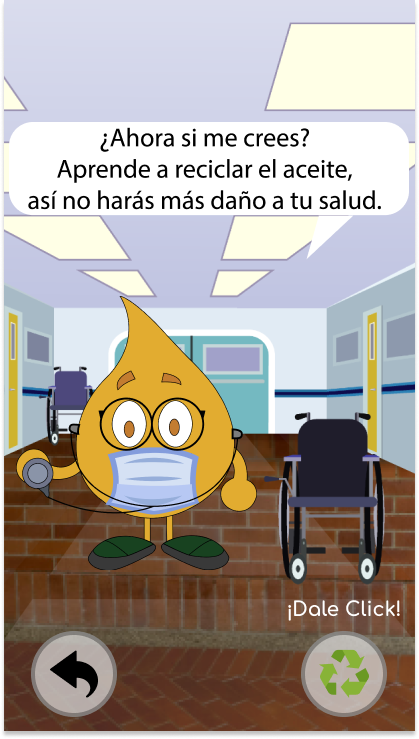 ¿Ahora si me crees?
Aprende a reciclar el aceite,
así no harás más daño a tu salud.
¡Dale Click!